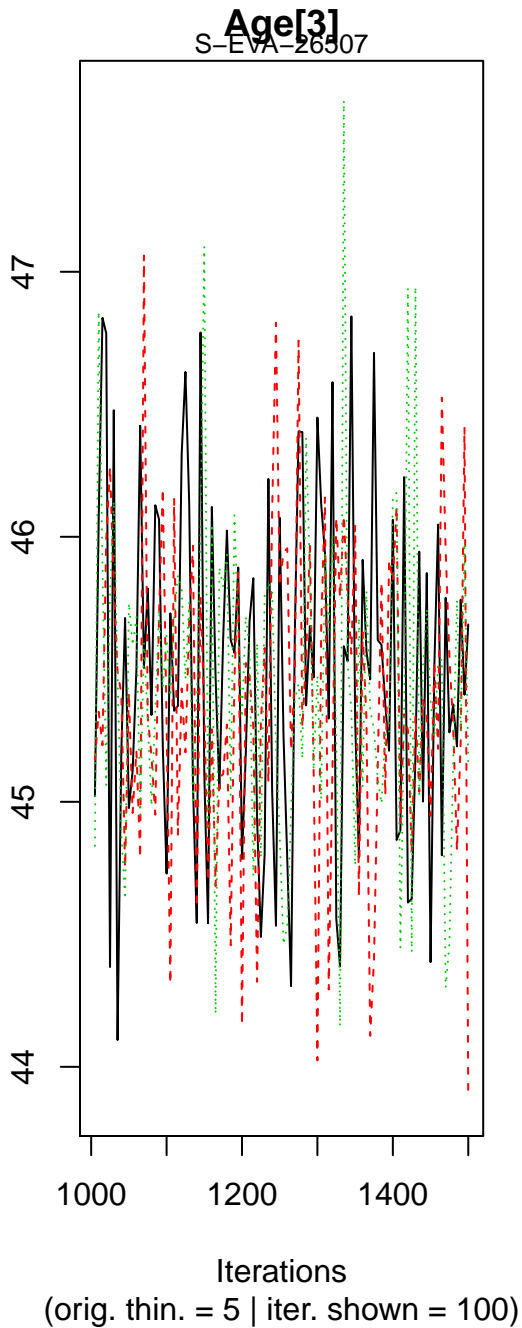 Age[3]
S−EVA−26507
47
46
45
44
1000 1200 1400
Iterations
(orig. thin. = 5 | iter. shown = 100)